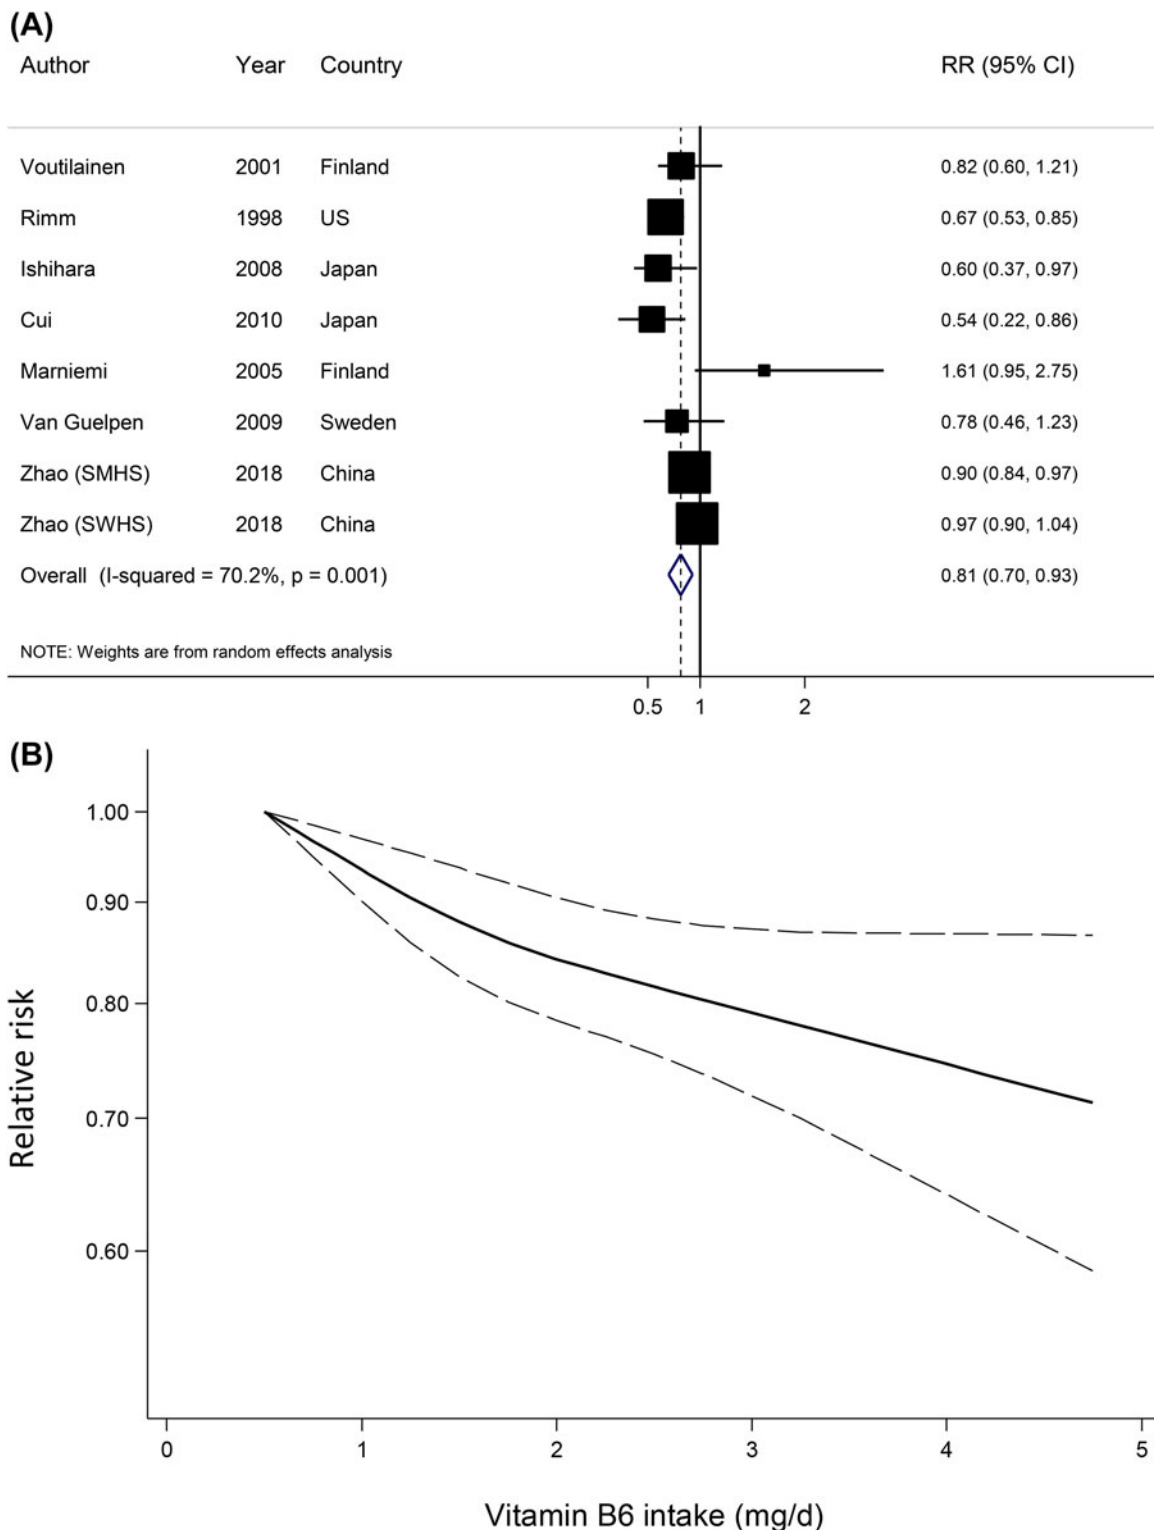 (A)
Author Year Country RR (95% CI)
Voutilainen 2001 Finland 0.82 (0.60, 1.21)
Rimm 1998 US 0.67 (0.53, 0.85)
Ishihara 2008 Japan 0.60 (0.37, 0.97)
Cui 2010 Japan 0.54 (0.22, 0.86)
Marniemi 2005 Finland 1.61 (0.95, 2.75)
Van Guelpen 2009 Sweden 0.78 (0.46, 1.23)
Zhao (SMHS) 2018 China 0.90 (0.84, 0.97)
Zhao (SWHS) 2018 China 0.97 (0.90, 1.04)
Overall (I-squared = 70.2%, p = 0.001) 0.81 (0.70, 0.93)
NOTE: Weights are from random effects analysis
0.5 1 2
(B)
1.00
0.90
0.80
0.70
0.60
Relative risk
0 1 2 3 4 5
Vitamin B6 intake (mg/d)